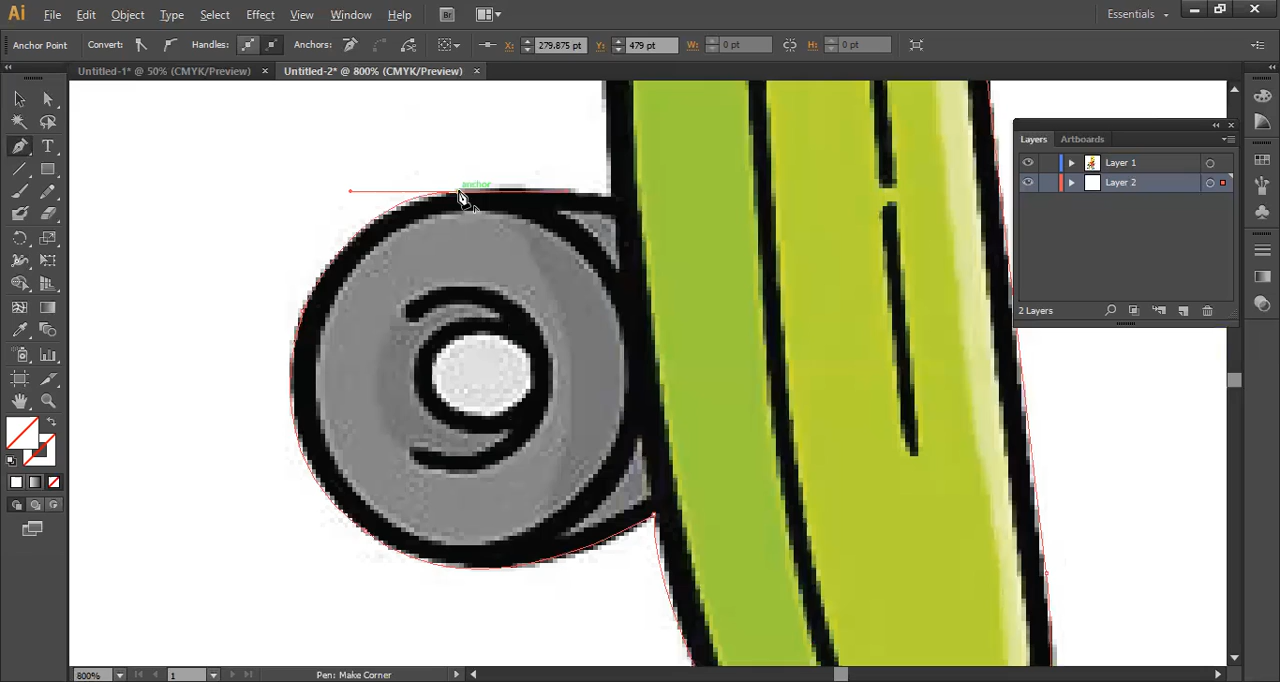 Ai File Edit Object Type Select Effect View Window Help Br Essentials
Anchor Point Convert: Handles: Anchors: X: 279.875 pt Y: 479 pt W: 0 pt H: 0 pt
Untitled-1* @ 50% (CMYK/Preview) × Untitled-2* @ 800% (CMYK/Preview) ×
Layers Artboards
Layer 1
Layer 2
anchor
2 Layers
800% 1 Pen: Make Corner